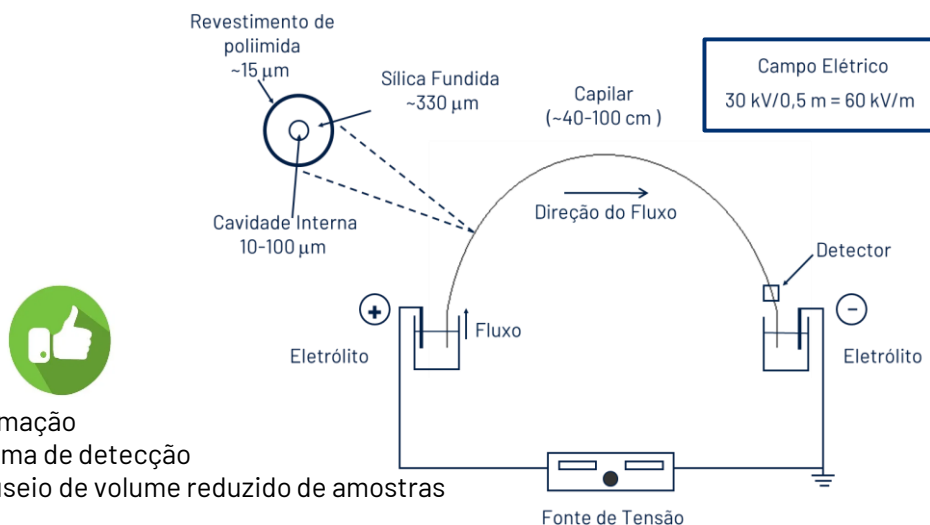 Revestimento de
poliimida
~15 μm
Sílica Fundida
~330 μm
Capilar
(~40-100 cm )
Campo Elétrico
30 kV/0,5 m = 60 kV/m
Cavidade Interna
10-100 μm
Direção do Fluxo
Detector
+
Fluxo
-
Eletrólito
Eletrólito
de volume reduzido de amostras
ma de detecção
Fonte de Tensão